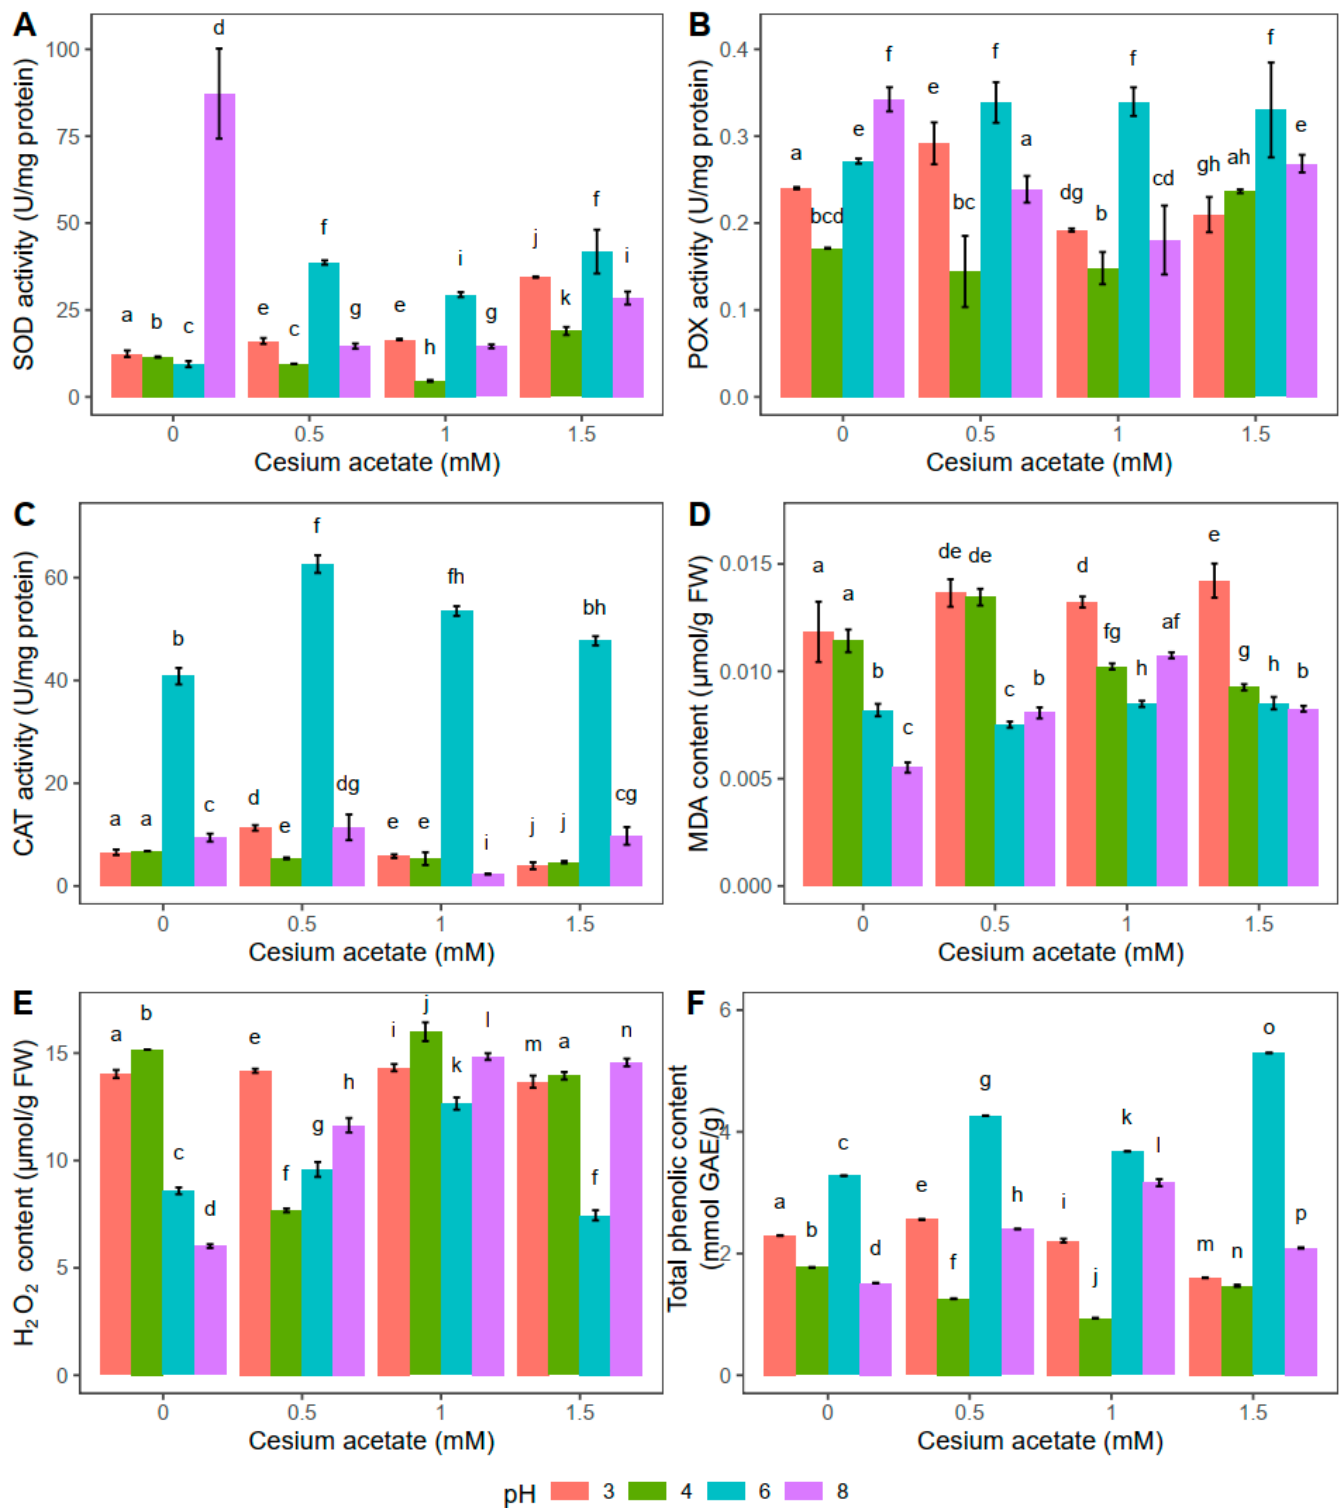 A
SOD activity (U/mg protein)
100
75
50
25
0
a b c d
e c f g
e h i g
j k f i
0 0.5 1 1.5
Cesium acetate (mM)
B
POX activity (U/mg protein)
0.4
0.3
0.2
0.1
0.0
a bcd e f
e bc f a
dg b f cd
gh ah f e
0 0.5 1 1.5
Cesium acetate (mM)
C
CAT activity (U/mg protein)
60
40
20
0
a a b c
d e f dg
e e fh i
j j bh cg
0 0.5 1 1.5
Cesium acetate (mM)
D
MDA content (µmol/g FW)
0.015
0.010
0.005
0.000
a a b c
de de c b
d fg h af
e g h b
0 0.5 1 1.5
Cesium acetate (mM)
E
H₂O₂ content (µmol/g FW)
15
10
5
0
a b c d
e f g h
i j k l
m a f n
0 0.5 1 1.5
Cesium acetate (mM)
F
Total phenolic content
(mmol GAE/g)
6
4
2
0
a b c d
e f g h
i j k l
m n o p
0 0.5 1 1.5
Cesium acetate (mM)
pH 3 4 6 8